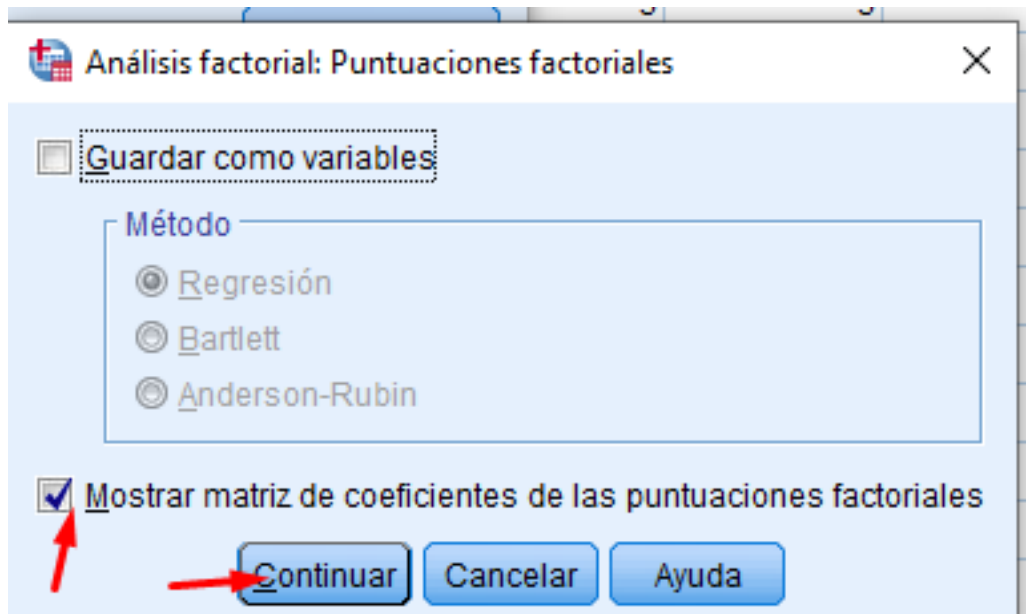 Análisis factorial: Puntuaciones factoriales
Guardar como variables
Método
Regresión
Bartlett
Anderson-Rubin
Mostrar matriz de coeficientes de las puntuaciones factoriales
Continuar Cancelar Ayuda